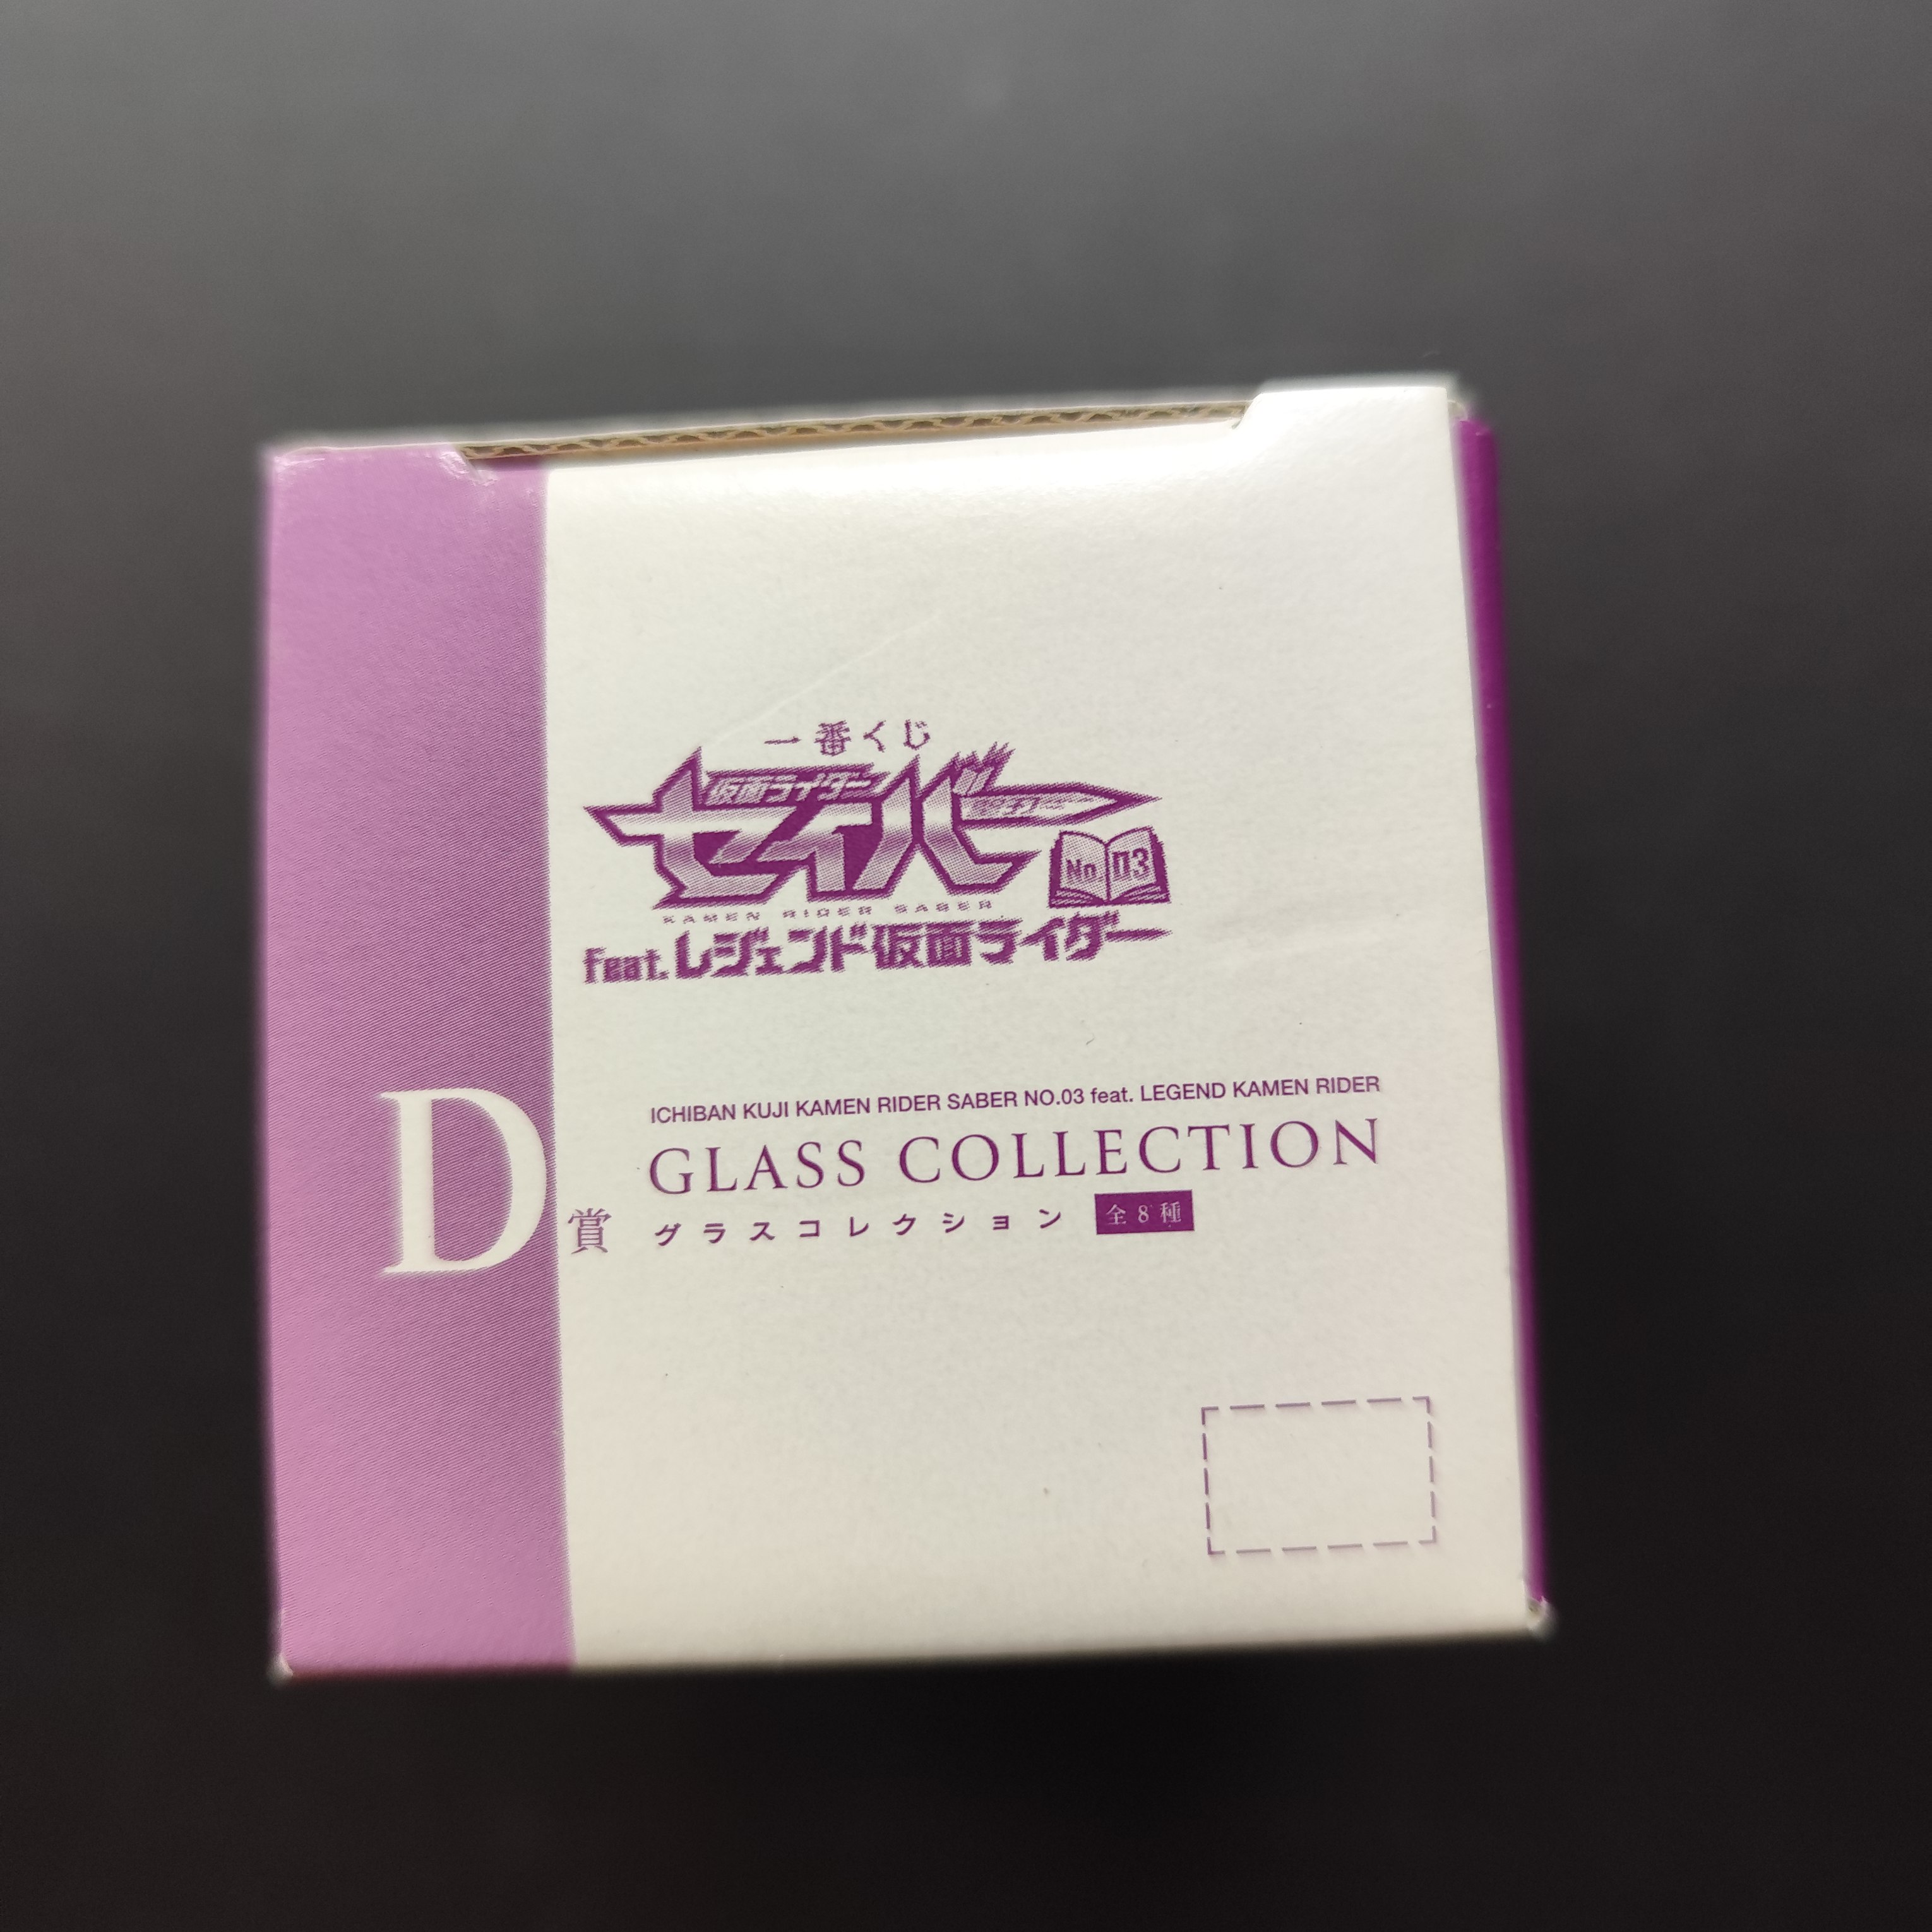 一番くじ
仮面ライダー
セイバー
No.03
KAMEN RIDER SABER
feat.レジェンド仮面ライダー
ICHIBAN KUJI KAMEN RIDER SABER NO.03 feat. LEGEND KAMEN RIDER
GLASS COLLECTION
D賞 グラスコレクション 全8種